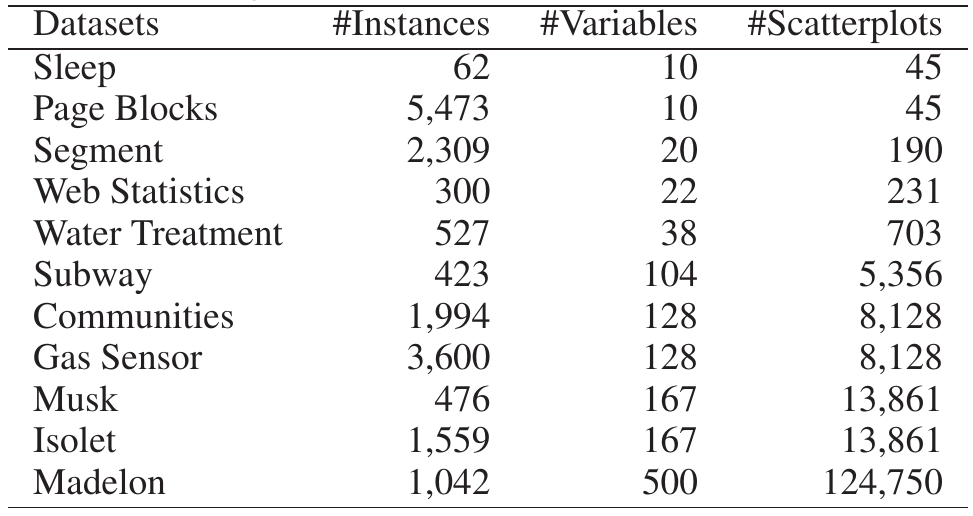 Datasets #Instances #Variables #Scatterplots
Sleep 62 10 45
Page Blocks 5,473 10 45
Segment 2,309 20 190
Web Statistics 300 22 231
Water Treatment 527 38 703
Subway 423 104 5,356
Communities 1,994 128 8,128
Gas Sensor 3,600 128 8,128
Musk 476 167 13,861
Isolet 1,559 167 13,861
Madelon 1,042 500 124,750